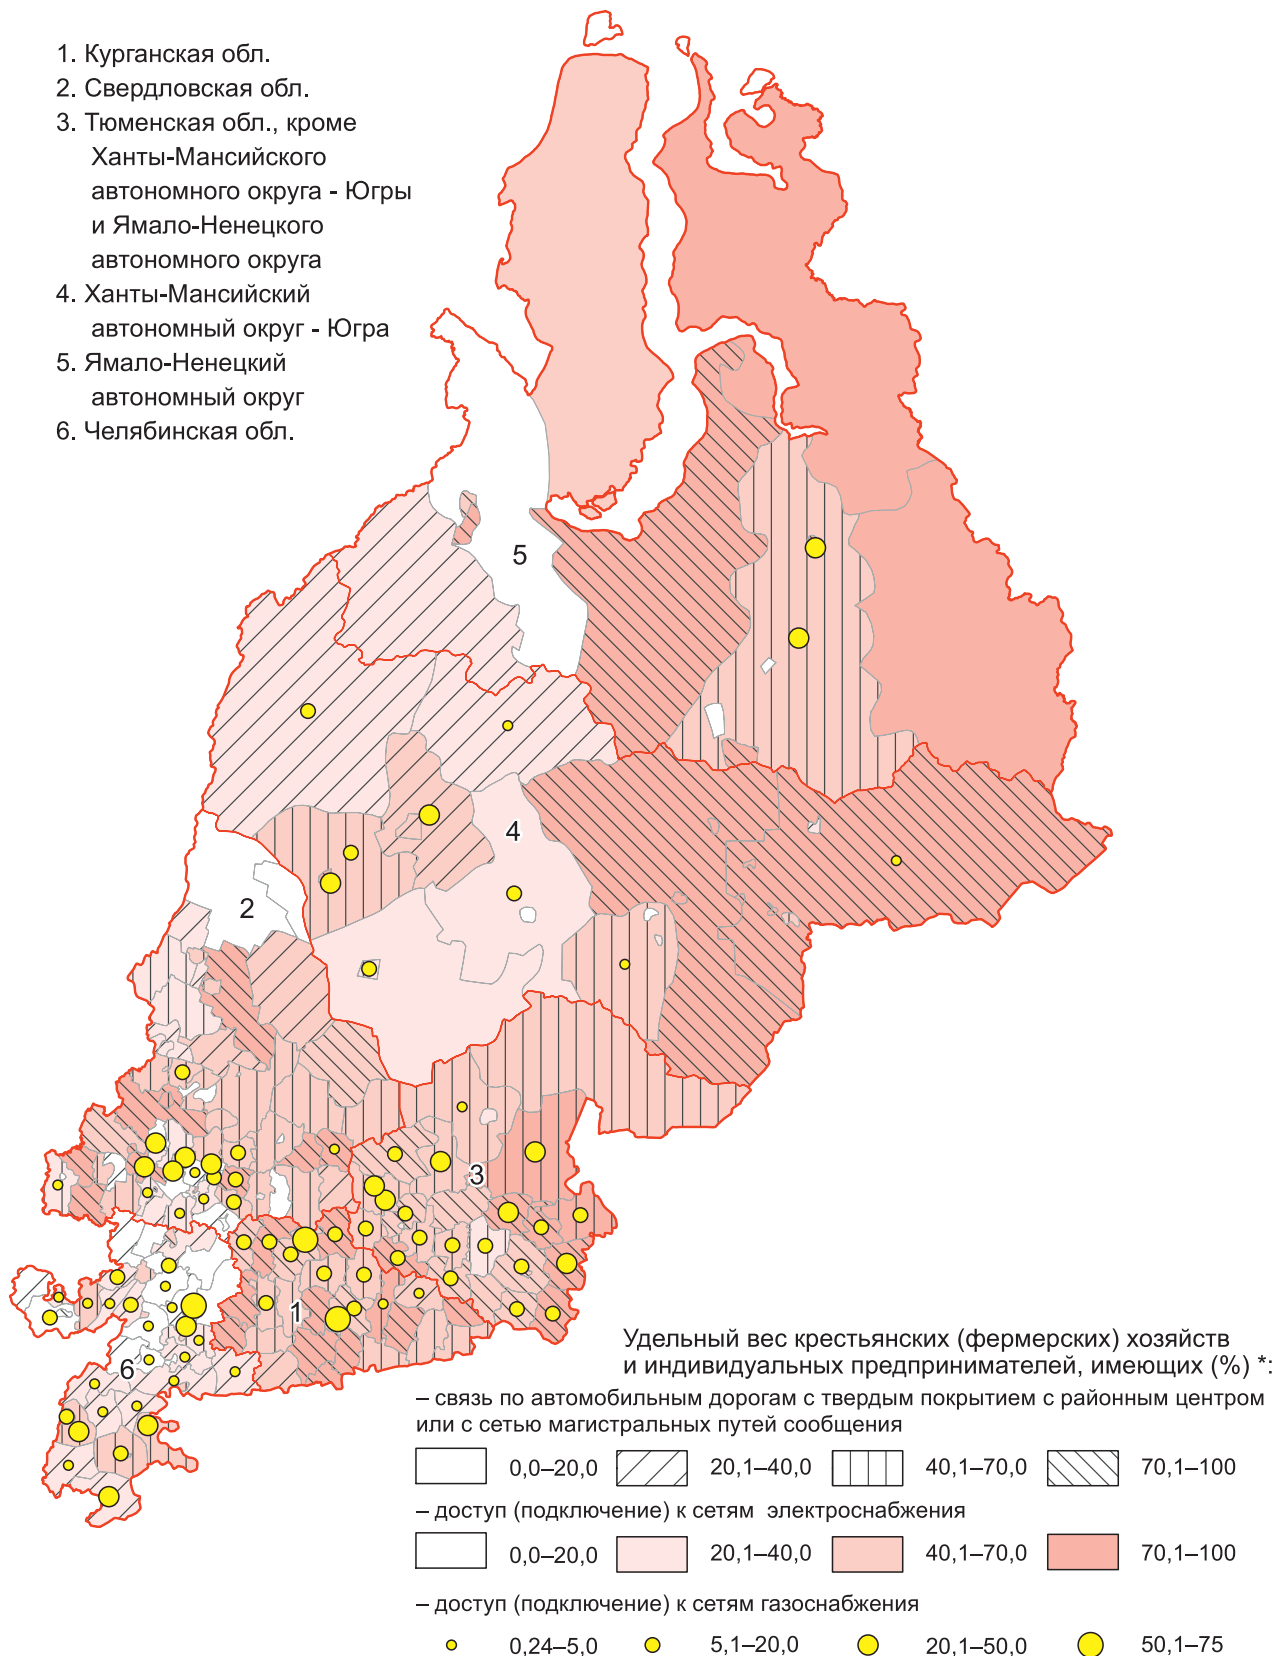 1. Курганская обл.
2. Свердловская обл.
3. Тюменская обл., кроме
Ханты-Мансийского
автономного округа - Югры
и Ямало-Ненецкого
автономного округа
4. Ханты-Мансийский
автономный округ - Югра
5. Ямало-Ненецкий
автономный округ
6. Челябинская обл.
5
4
2
3
1
6
Удельный вес крестьянских (фермерских) хозяйств
и индивидуальных предпринимателей, имеющих (%) *:
– связь по автомобильным дорогам с твердым покрытием с районным центром
или с сетью магистральных путей сообщения
0,0–20,0 20,1–40,0 40,1–70,0 70,1–100
– доступ (подключение) к сетям электроснабжения
0,0–20,0 20,1–40,0 40,1–70,0 70,1–100
– доступ (подключение) к сетям газоснабжения
0,24–5,0 5,1–20,0 20,1–50,0 50,1–75